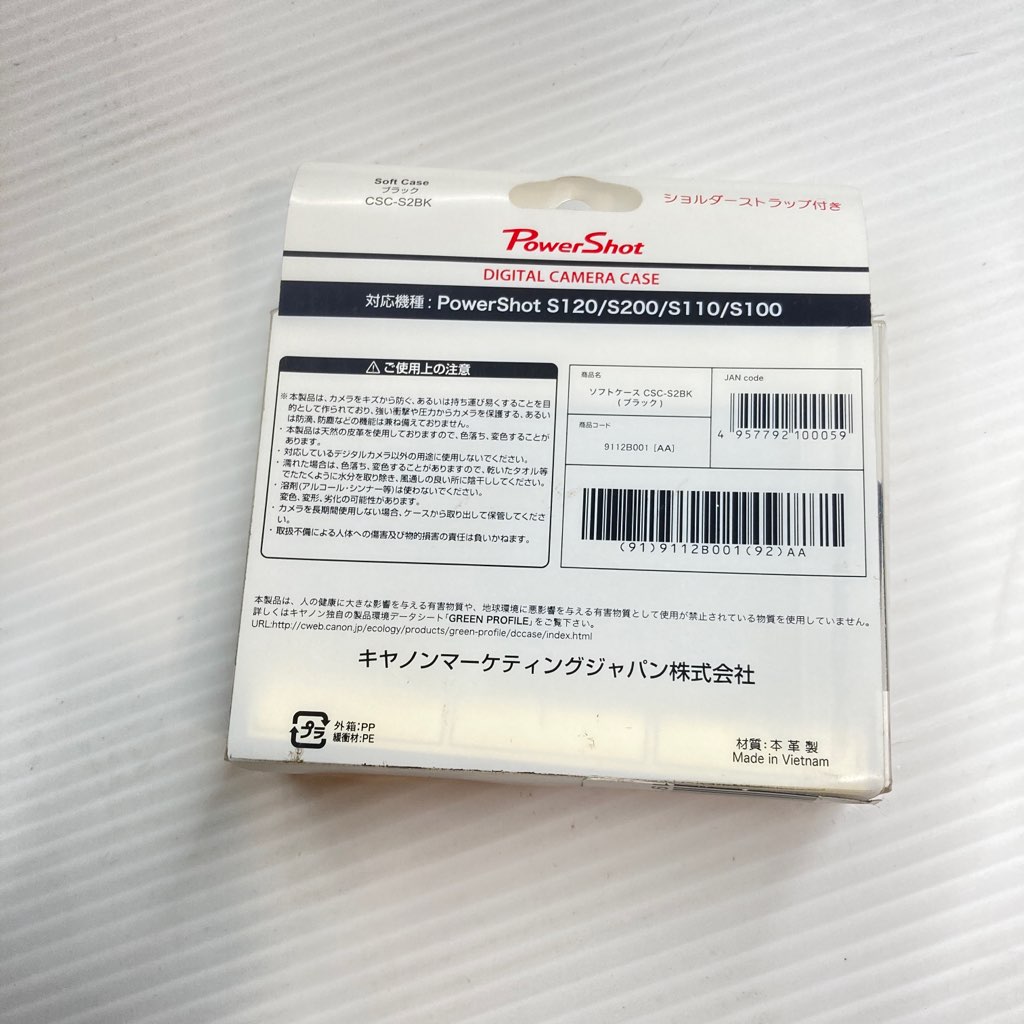 Soft Case
ブラック
CSC-S2BK
ショルダーストラップ付き
PowerShot
DIGITAL CAMERA CASE
対応機種 : PowerShot S120/S200/S110/S100
⚠ ご使用上の注意
※本製品は、カメラをキズから防ぐ、あるいは持ち運び易くすることを目
的として作られており、強い衝撃や圧力からカメラを保護する、あるい
は防滴、防塵などの機能は兼ね備えておりません。
・本製品は天然の皮革を使用しておりますので、色落ち、変色することが
あります。
・対応しているデジタルカメラ以外の用途に使用しないでください。
・濡れた場合は、色落ち、変色することがありますので、乾いたタオル等
でたたくように水分を取り除き、風通しの良い所に陰干ししてください。
・溶剤(アルコール・シンナー等)は使わないでください。
変色、変形、劣化の可能性があります。
・カメラを長期間使用しない場合、ケースから取り出して保管してくださ
い。
・取扱不備による人体への傷害及び物的損害の責任は負いかねます。
商品名
ソフトケース CSC-S2BK
(ブラック)
商品コード
9112B001 [AA]
JAN code
4 957792 100059
(91)9112B001(92)AA
本製品は、人の健康に大きな影響を与える有害物質や、地球環境に悪影響を与える有害物質として使用が禁止されている物質を使用していません。
詳しくはキヤノン独自の製品環境データシート「GREEN PROFILE」をご覧下さい。
URL:http://cweb.canon.jp/ecology/products/green-profile/dccase/index.html
キヤノンマーケティングジャパン株式会社
プラ
外箱:PP
緩衝材:PE
材質:本革製
Made in Vietnam